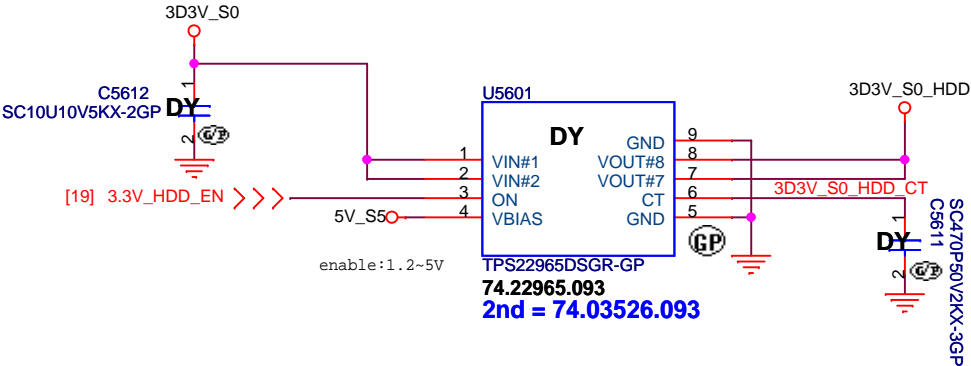 3D3V_S0
C5612
SC10U10V5KX-2GP
DY
1
2
G/P
[19] 3.3V_HDD_EN
5V_S5
enable:1.2~5V
U5601
DY
1 VIN#1
2 VIN#2
3 ON
4 VBIAS
GND 9
VOUT#8 8
VOUT#7 7
CT 6
GND 5
GP
TPS22965DSGR-GP
74.22965.093
2nd = 74.03526.093
3D3V_S0_HDD
3D3V_S0_HDD_CT
1
DY
2
G/P
C5611
SC470P50V2KX-3GP